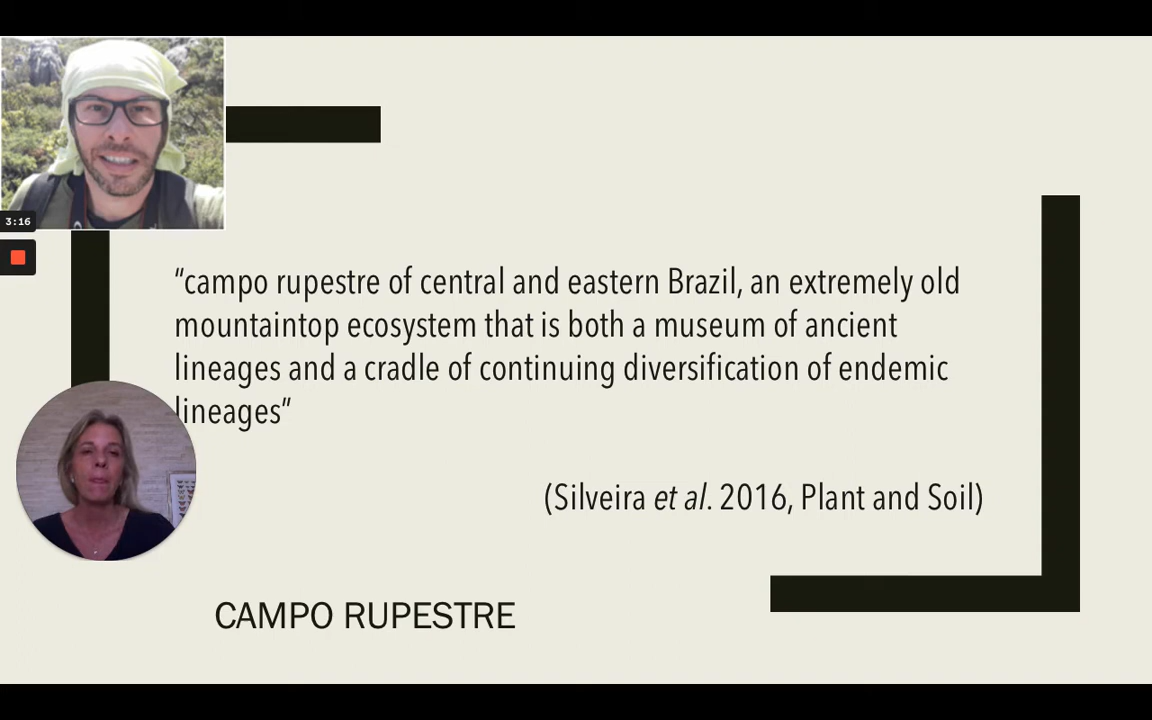 3:16
“campo rupestre of central and eastern Brazil, an extremely old
mountaintop ecosystem that is both a museum of ancient
lineages and a cradle of continuing diversification of endemic
lineages”
(Silveira et al. 2016, Plant and Soil)
CAMPO RUPESTRE